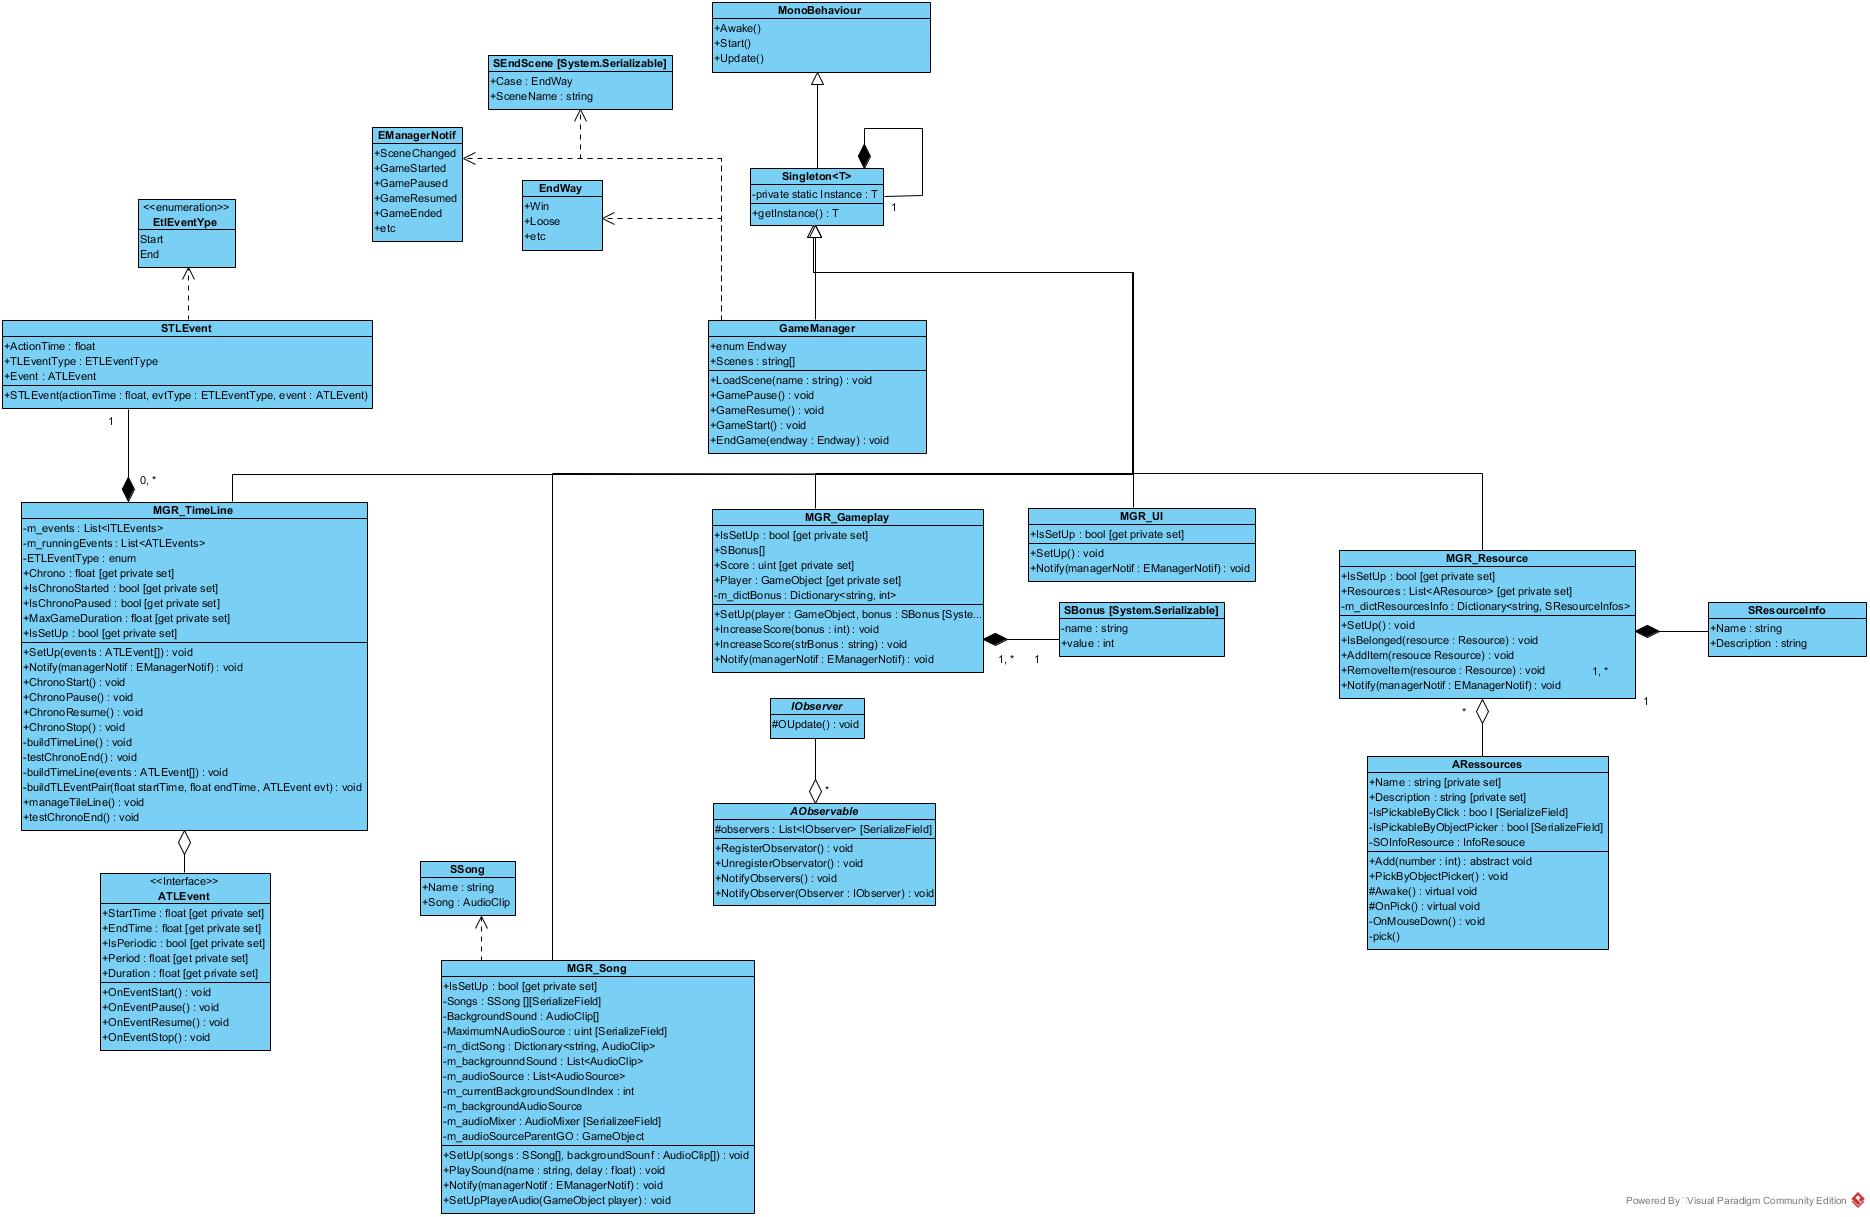 MonoBehaviour
+Awake()
+Start()
+Update()
SEndScene [System.Serializable]
+Case : EndWay
+SceneName : string
EManagerNotif
+SceneChanged
+GameStarted
+GamePaused
+GameResumed
+GameEnded
+etc
EndWay
+Win
+Loose
+etc
Singleton<T>
-private static Instance : T
+getInstance() : T
1
<<enumeration>>
EtlEventYpe
Start
End
STLEvent
+ActionTime : float
+TLEventType : ETLEventType
+Event : ATLEvent
+STLEvent(actionTime : float, evtType : ETLEventType, event : ATLEvent)
1
0, *
GameManager
+enum Endway
+Scenes : string[]
+LoadScene(name : string) : void
+GamePause() : void
+GameResume() : void
+GameStart() : void
+EndGame(endway : Endway) : void
MGR_TimeLine
-m_events : List<ITLEvents>
-m_runningEvents : List<ATLEvents>
-ETLEventType : enum
+Chrono : float [get private set]
+IsChronoStarted : bool [get private set]
+IsChronoPaused : bool [get private set]
+MaxGameDuration : float [get private set]
+IsSetUp : bool [get private set]
+SetUp(events : ATLEvent[]) : void
+Notify(managerNotif : EManagerNotif) : void
+ChronoStart() : void
+ChronoPause() : void
+ChronoResume() : void
+ChronoStop() : void
-buildTimeLine() : void
-testChronoEnd() : void
-buildTimeLine(events : ATLEvent[]) : void
-buildTLEventPair(float startTime, float endTime, ATLEvent evt) : void
+manageTileLine() : void
+testChronoEnd() : void
<<Interface>>
ATLEvent
+StartTime : float [get private set]
+EndTime : float [get private set]
+IsPeriodic : bool [get private set]
+Period : float [get private set]
+Duration : float [get private set]
+OnEventStart() : void
+OnEventPause() : void
+OnEventResume() : void
+OnEventStop() : void
MGR_Gameplay
+IsSetUp : bool [get private set]
+SBonus[]
+Score : uint [get private set]
+Player : GameObject [get private set]
-m_dictBonus : Dictionary<string, int>
+SetUp(player : GameObject, bonus : SBonus [Syste...
+IncreaseScore(bonus : int) : void
+IncreaseScore(strBonus : string) : void
+Notify(managerNotif : EManagerNotif) : void
1, *
1
MGR_UI
+IsSetUp : bool [get private set]
+SetUp() : void
+Notify(managerNotif : EManagerNotif) : void
SBonus [System.Serializable]
-name : string
+value : int
MGR_Resource
+IsSetUp : bool [get private set]
+Resources : List<AResource> [get private set]
-m_dictResourcesInfo : Dictionary<string, SResourceInfos>
+SetUp() : void
+IsBelonged(resource : Resource) : void
+AddItem(resouce Resource) : void
+RemoveItem(resource : Resource) : void
+Notify(managerNotif : EManagerNotif) : void
1, *
1
*
SResourceInfo
+Name : string
+Description : string
IObserver
#OUpdate() : void
*
AObservable
#observers : List<IObserver> [SerializeField]
+RegisterObservator() : void
+UnregisterObservator() : void
+NotifyObservers() : void
+NotifyObserver(Observer : IObserver) : void
ARessources
+Name : string [private set]
+Description : string [private set]
-IsPickableByClick : boo l [SerializeField]
-IsPickableByObjectPicker : bool [SerializeField]
-SOInfoResource : InfoResouce
+Add(number : int) : abstract void
+PickByObjectPicker() : void
#Awake() : virtual void
#OnPick() : virtual void
-OnMouseDown() : void
-pick()
SSong
+Name : string
+Song : AudioClip
MGR_Song
+IsSetUp : bool [get private set]
-Songs : SSong [][SerializeField]
-BackgroundSound : AudioClip[]
-MaximumNAudioSource : uint [SerializeField]
-m_dictSong : Dictionary<string, AudioClip>
-m_backgrounndSound : List<AudioClip>
-m_audioSource : List<AudioSource>
-m_currentBackgroundSoundIndex : int
-m_backgroundAudioSource
-m_audioMixer : AudioMixer [SerializeeField]
-m_audioSourceParentGO : GameObject
+SetUp(songs : SSong[], backgroundSounf : AudioClip[]) : void
+PlaySound(name : string, delay : float) : void
+Notify(managerNotif : EManagerNotif) : void
+SetUpPlayerAudio(GameObject player) : void
Powered By Visual Paradigm Community Edition